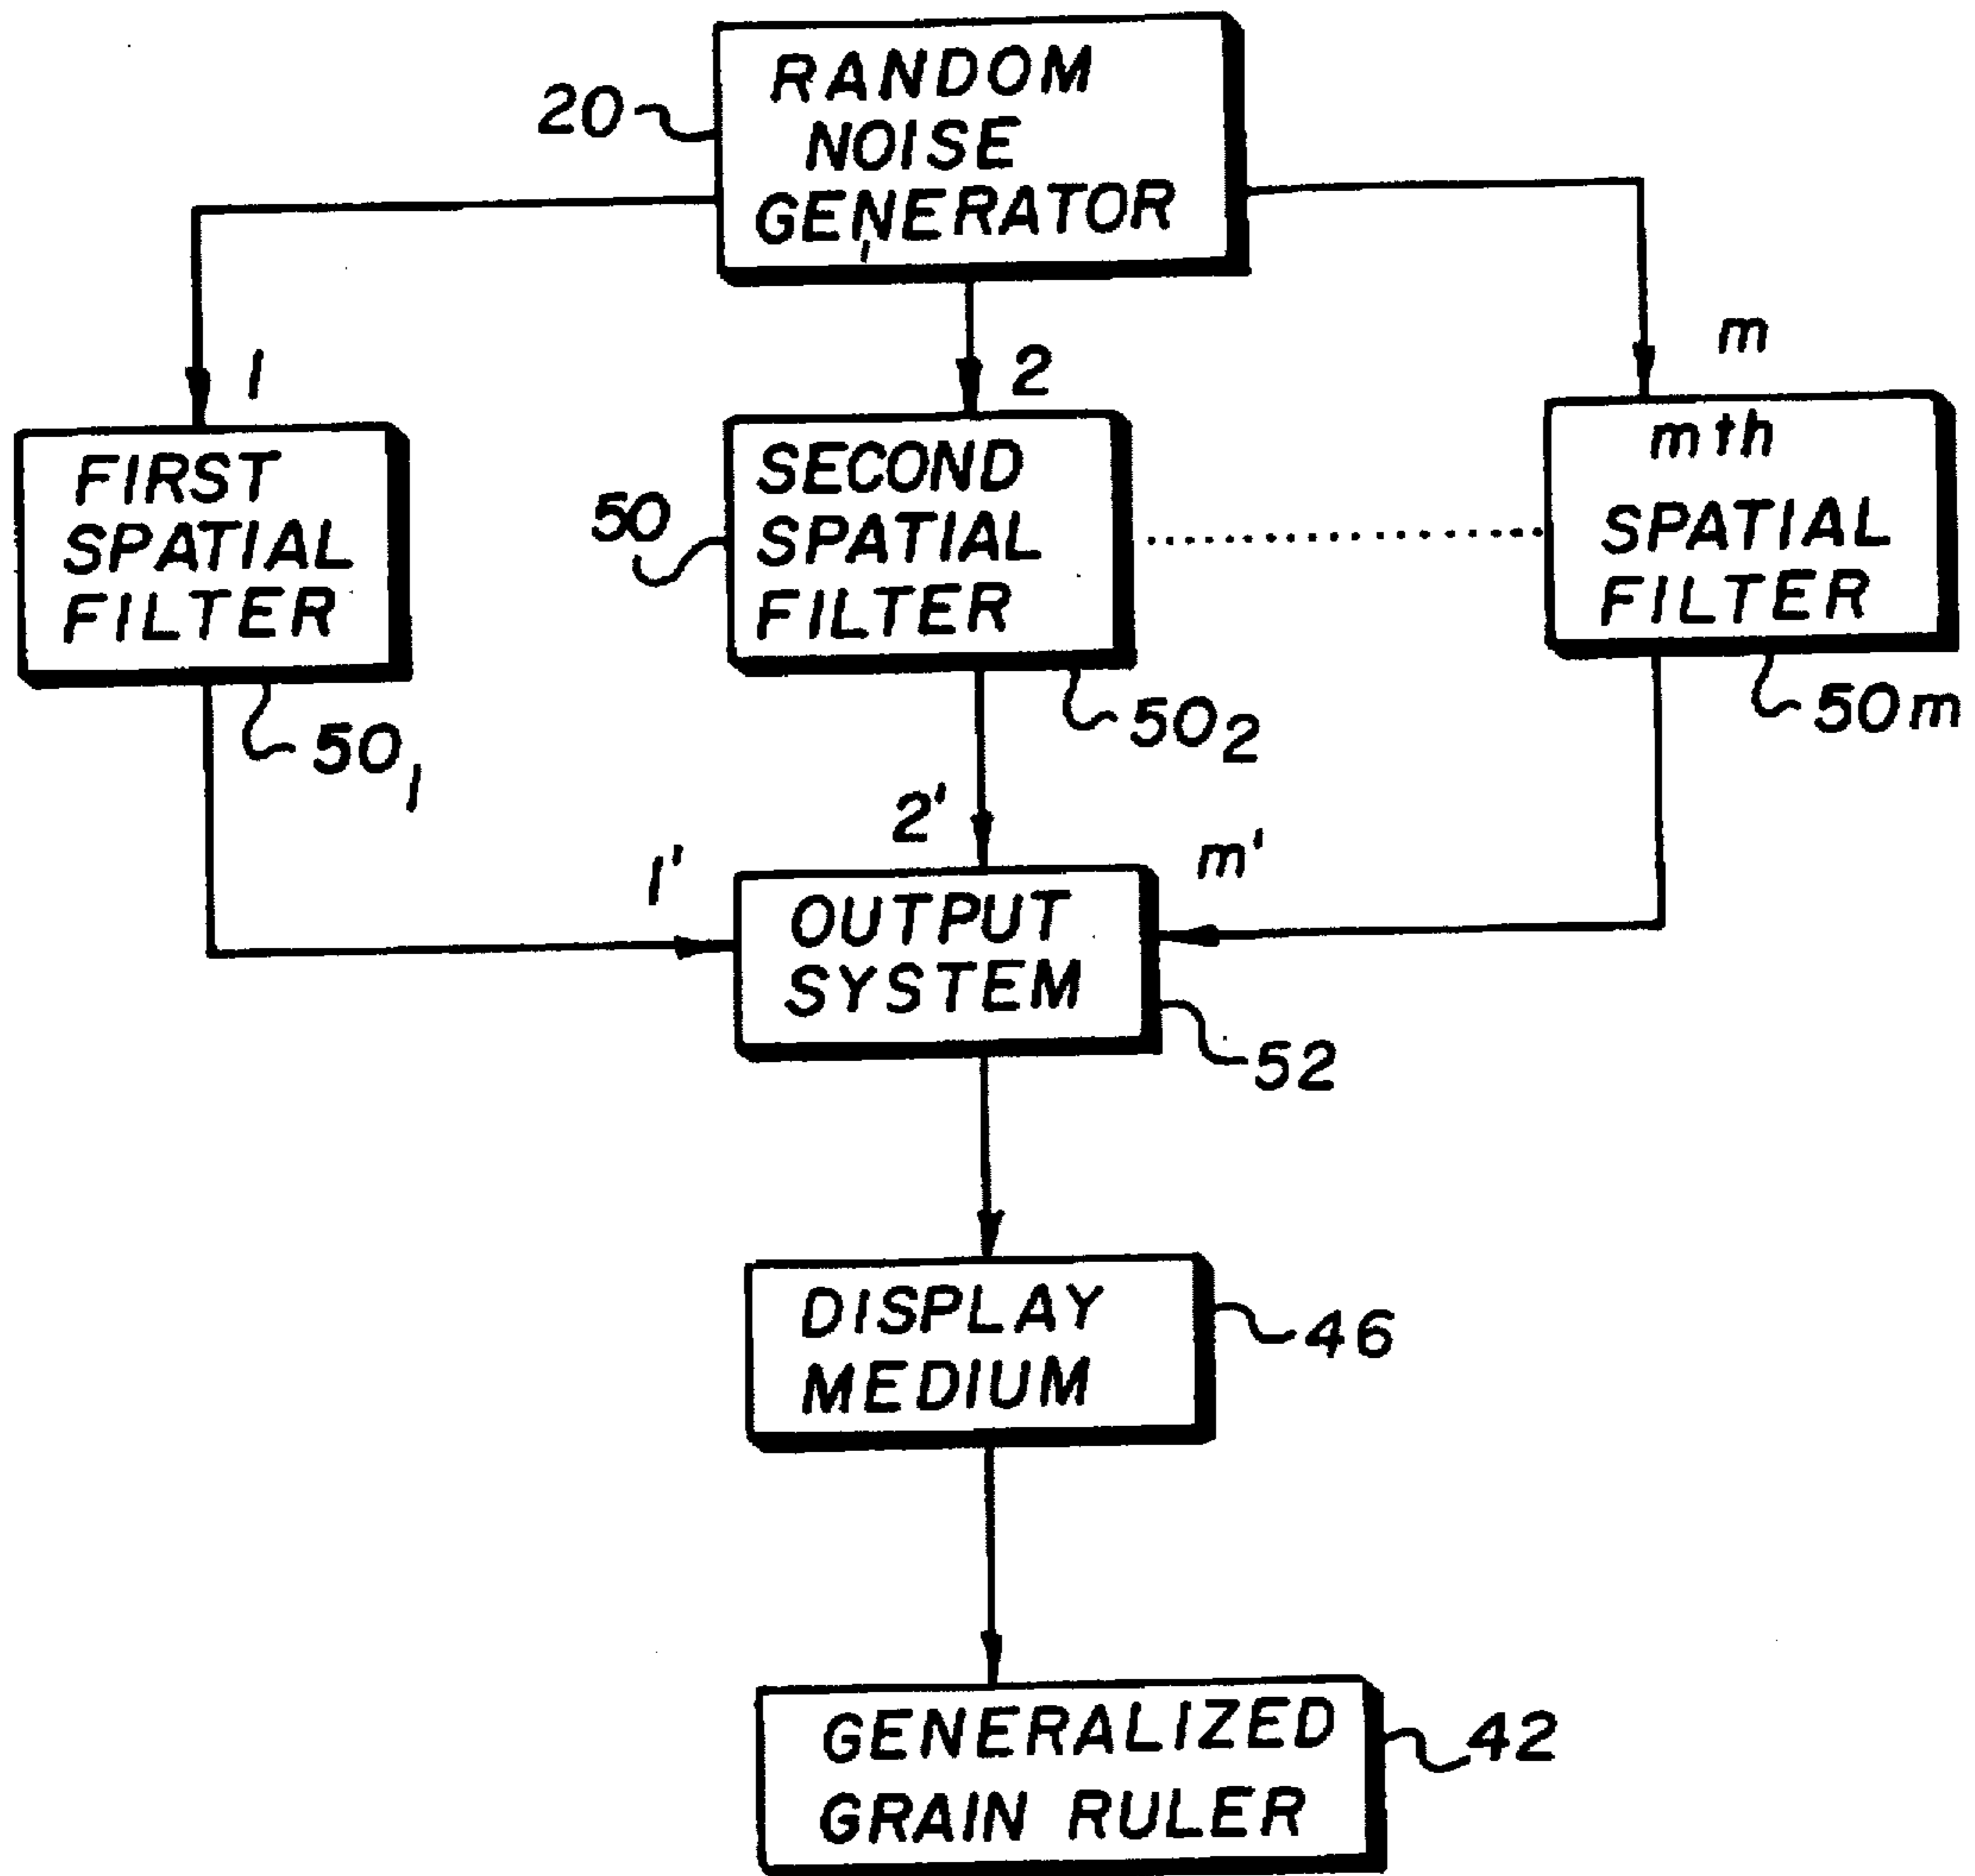 RANDOM
NOISE
GENERATOR
20
1
2
m
FIRST
SPATIAL
FILTER
50
SECOND
SPATIAL
FILTER
mth
SPATIAL
FILTER
50₁
50₂
50m
1'
2'
m'
OUTPUT
SYSTEM
52
DISPLAY
MEDIUM
46
GENERALIZED
GRAIN RULER
42